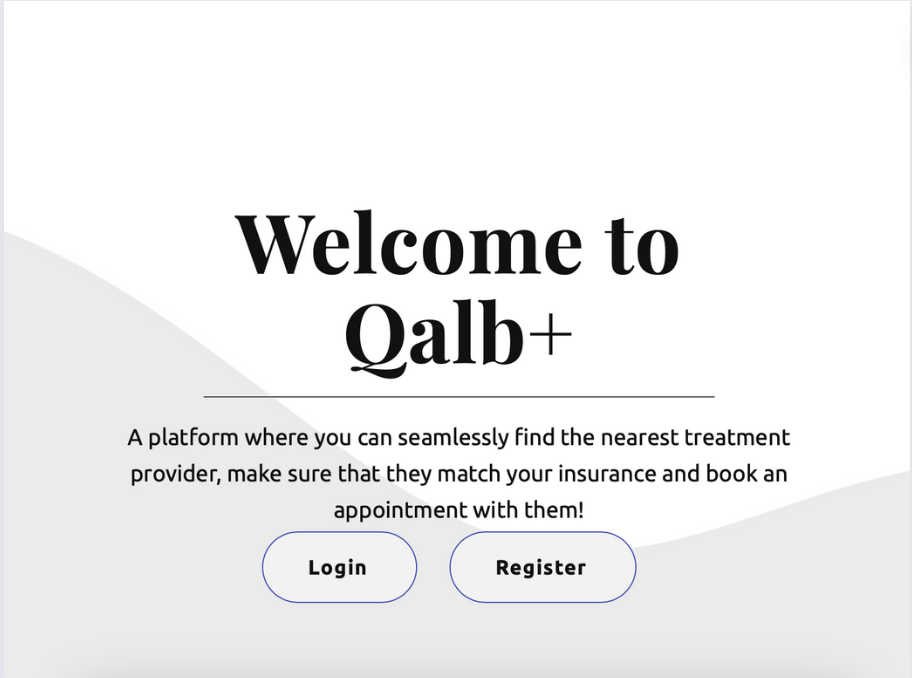 Welcome to
Qalb+
A platform where you can seamlessly find the nearest treatment
provider, make sure that they match your insurance and book an
appointment with them!
Login Register